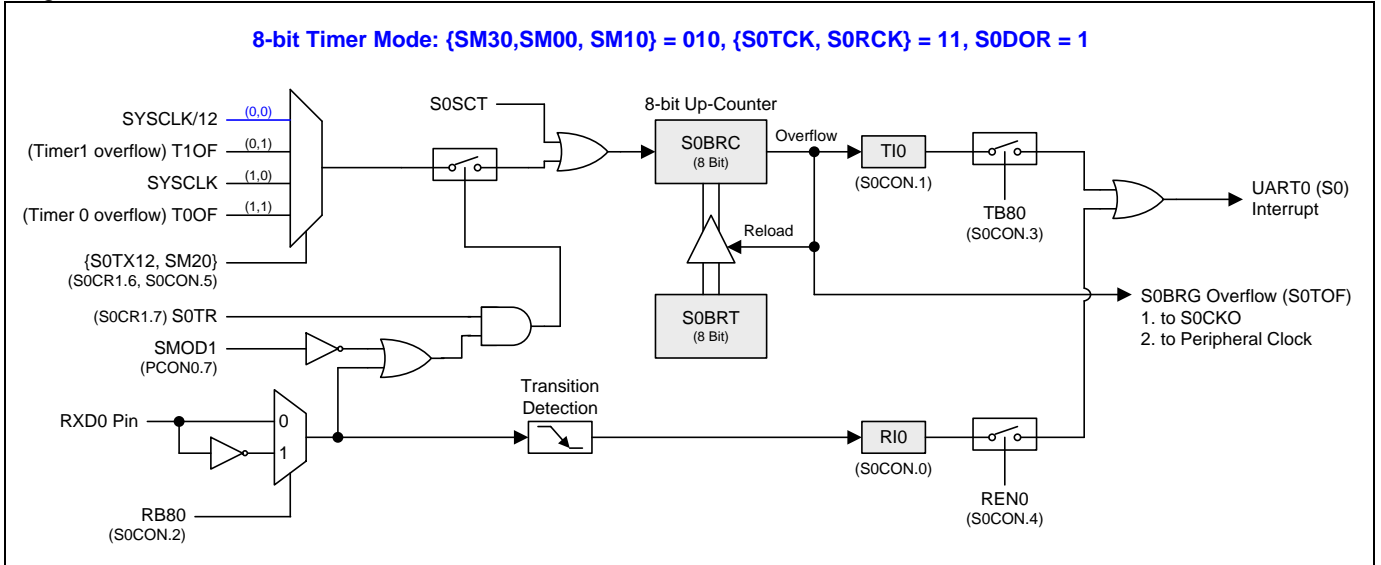 8-bit Timer Mode: {SM30,SM00, SM10} = 010, {S0TCK, S0RCK} = 11, S0DOR = 1
SYSCLK/12
(0,0)
(Timer1 overflow) T1OF
(0,1)
SYSCLK
(1,0)
(Timer 0 overflow) T0OF
(1,1)
{S0TX12, SM20}
(S0CR1.6, S0CON.5)
(S0CR1.7) S0TR
SMOD1
(PCON0.7)
RXD0 Pin
0
1
RB80
(S0CON.2)
S0SCT
8-bit Up-Counter
S0BRC
(8 Bit)
Overflow
Reload
S0BRT
(8 Bit)
Transition
Detection
TI0
(S0CON.1)
TB80
(S0CON.3)
RI0
(S0CON.0)
REN0
(S0CON.4)
UART0 (S0)
Interrupt
S0BRG Overflow (S0TOF)
1. to S0CKO
2. to Peripheral Clock